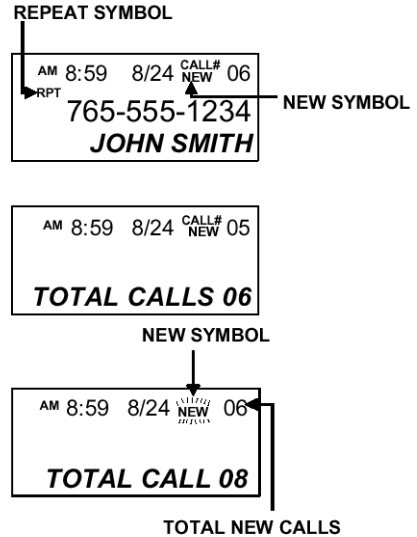 REPEAT SYMBOL
AM 8:59 8/24 CALL# NEW 06
RPT
765-555-1234
NEW SYMBOL
JOHN SMITH
AM 8:59 8/24 CALL# NEW 05
TOTAL CALLS 06
NEW SYMBOL
AM 8:59 8/24 NEW 06
TOTAL CALL 08
TOTAL NEW CALLS